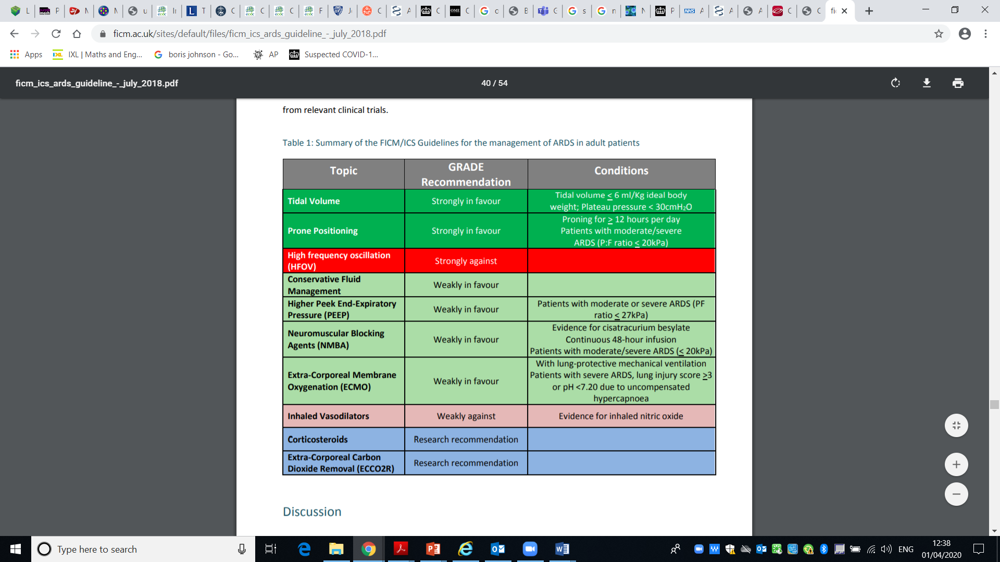 L
math P
M
M
u
ecoc Ir
L T
C
ecoc C
ecoc C
ecoc F
J
C
A
C
OME C
G o
B
C
G s
G n
N
P
NHS A
A
A
C
C
fi
ficm.ac.uk/sites/default/files/ficm_ics_ards_guideline_-_july_2018.pdf
Apps IXL | Maths and Eng... boris johnson - Go... AP Suspected COVID-1...
ficm_ics_ards_guideline_-_july_2018.pdf 40 / 54
from relevant clinical trials.
Table 1: Summary of the FICM/ICS Guidelines for the management of ARDS in adult patients
Topic
GRADE
Recommendation
Conditions
Tidal Volume
Strongly in favour
Tidal volume ≤ 6 ml/Kg ideal body
weight; Plateau pressure < 30cmH₂O
Prone Positioning
Strongly in favour
Proning for ≥ 12 hours per day
Patients with moderate/severe
ARDS (P:F ratio ≤ 20kPa)
High frequency oscillation
(HFOV)
Strongly against
Conservative Fluid
Management
Weakly in favour
Higher Peek End-Expiratory
Pressure (PEEP)
Weakly in favour
Patients with moderate or severe ARDS (PF
ratio ≤ 27kPa)
Neuromuscular Blocking
Agents (NMBA)
Weakly in favour
Evidence for cisatracurium besylate
Continuous 48-hour infusion
Patients with moderate/severe ARDS (≤ 20kPa)
Extra-Corporeal Membrane
Oxygenation (ECMO)
Weakly in favour
With lung-protective mechanical ventilation
Patients with severe ARDS, lung injury score ≥3
or pH <7.20 due to uncompensated
hypercapnoea
Inhaled Vasodilators
Weakly against
Evidence for inhaled nitric oxide
Corticosteroids
Research recommendation
Extra-Corporeal Carbon
Dioxide Removal (ECCO2R)
Research recommendation
Discussion
Type here to search
ENG
12:38
01/04/2020